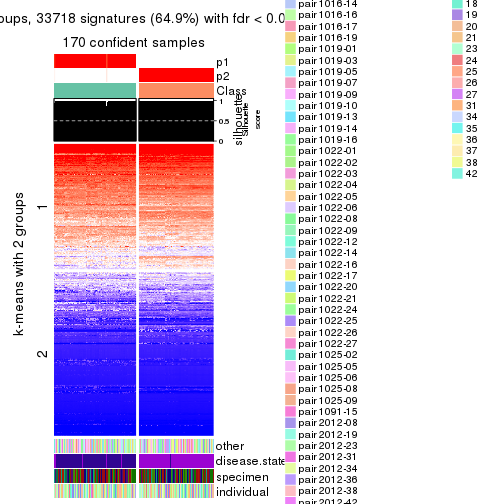 oups, 33718 signatures (64.9%) with fdr < 0.0
170 confident samples
p1
p2
Class
1
0.5
0
silhouette
score
k-means with 2 groups
1
2
other
disease.state
specimen
individual
pair1016-14
pair1016-16
pair1016-17
pair1016-19
pair1019-01
pair1019-03
pair1019-05
pair1019-07
pair1019-09
pair1019-10
pair1019-13
pair1019-14
pair1019-16
pair1022-01
pair1022-02
pair1022-03
pair1022-04
pair1022-05
pair1022-06
pair1022-08
pair1022-09
pair1022-12
pair1022-14
pair1022-16
pair1022-17
pair1022-20
pair1022-21
pair1022-24
pair1022-25
pair1022-26
pair1022-27
pair1025-02
pair1025-05
pair1025-06
pair1025-08
pair1025-09
pair1091-15
pair2012-08
pair2012-19
pair2012-23
pair2012-31
pair2012-34
pair2012-36
pair2012-38
pair2012-42
18
19
20
21
23
24
25
26
27
31
34
35
36
37
38
42